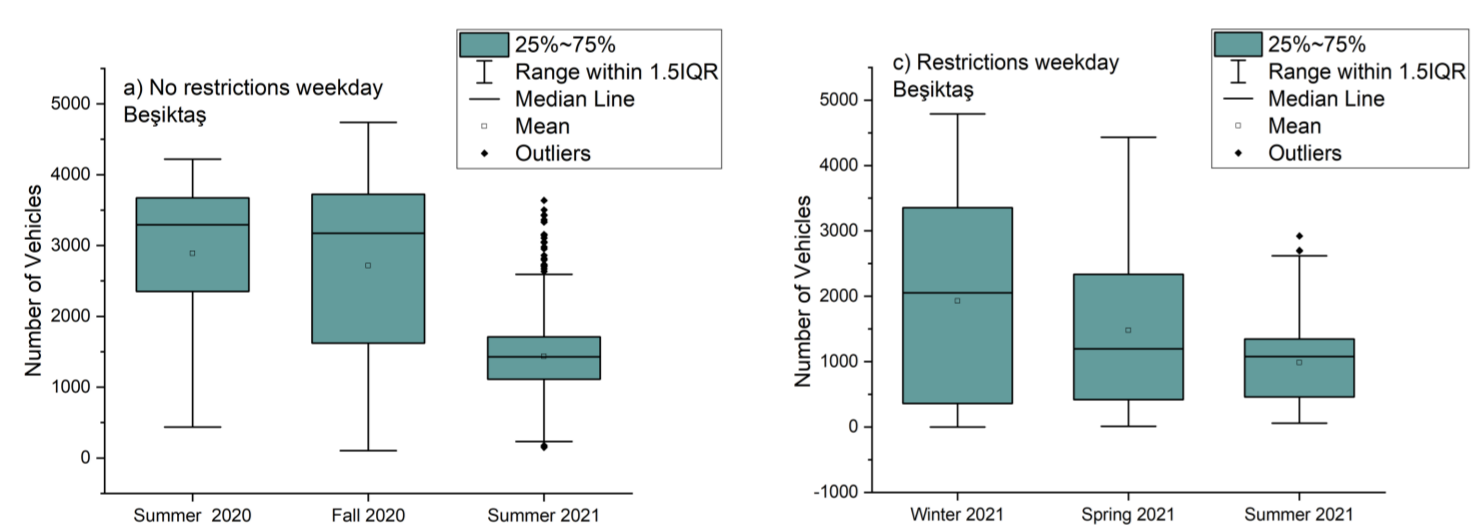 25%~75%
Range within 1.5IQR
Median Line
Mean
Outliers
a) No restrictions weekday
Beşiktaş
Number of Vehicles
5000
4000
3000
2000
1000
0
Summer 2020
Fall 2020
Summer 2021
25%~75%
Range within 1.5IQR
Median Line
Mean
Outliers
c) Restrictions weekday
Beşiktaş
Number of Vehicles
5000
4000
3000
2000
1000
0
-1000
Winter 2021
Spring 2021
Summer 2021